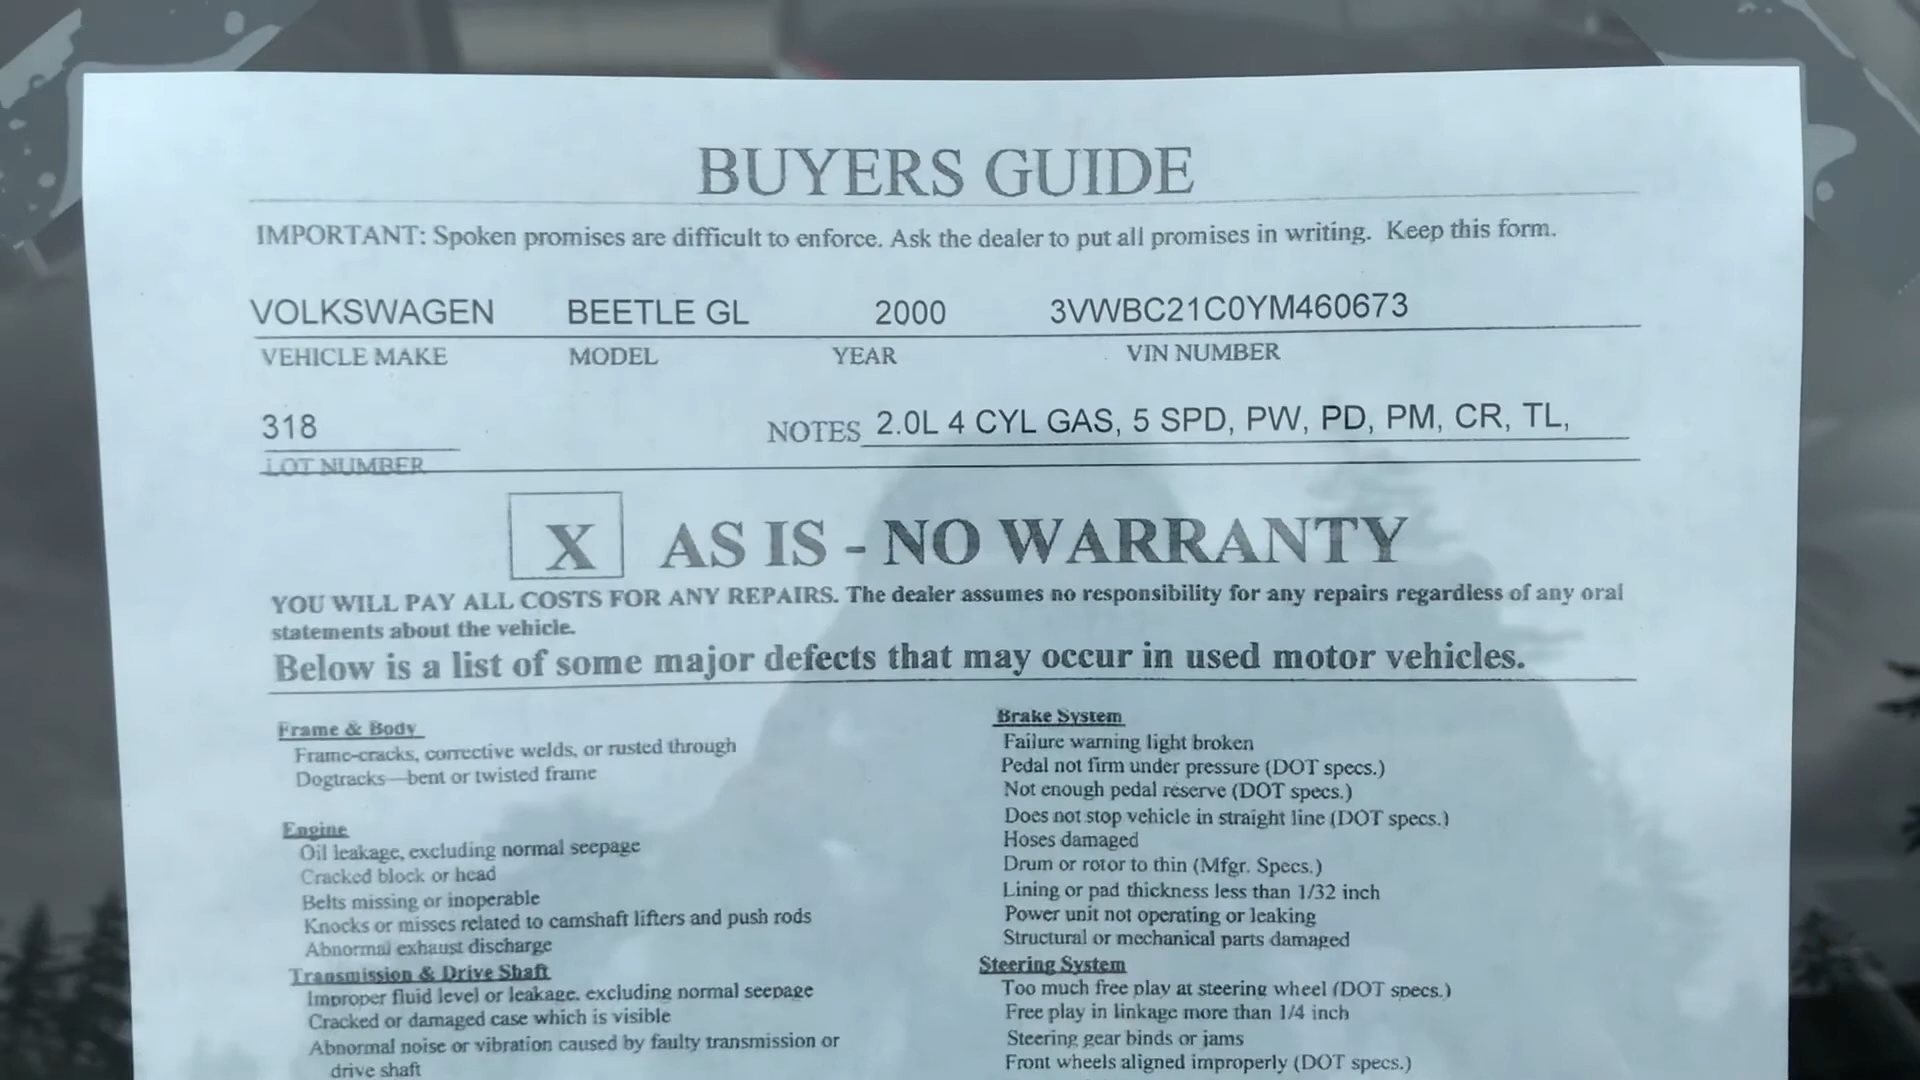 BUYERS GUIDE
IMPORTANT: Spoken promises are difficult to enforce. Ask the dealer to put all promises in writing. Keep this form.
VOLKSWAGEN BEETLE GL 2000 3VWBC21C0YM460673
VEHICLE MAKE MODEL YEAR VIN NUMBER
318 NOTES 2.0L 4 CYL GAS, 5 SPD, PW, PD, PM, CR, TL,
LOT NUMBER
X AS IS - NO WARRANTY
YOU WILL PAY ALL COSTS FOR ANY REPAIRS. The dealer assumes no responsibility for any repairs regardless of any oral
statements about the vehicle.
Below is a list of some major defects that may occur in used motor vehicles.
Frame & Body
Frame-cracks, corrective welds, or rusted through
Dogtracks—bent or twisted frame
Engine
Oil leakage, excluding normal seepage
Cracked block or head
Belts missing or inoperable
Knocks or misses related to camshaft lifters and push rods
Abnormal exhaust discharge
Transmission & Drive Shaft
Improper fluid level or leakage, excluding normal seepage
Cracked or damaged case which is visible
Abnormal noise or vibration caused by faulty transmission or
drive shaft
Brake System
Failure warning light broken
Pedal not firm under pressure (DOT specs.)
Not enough pedal reserve (DOT specs.)
Does not stop vehicle in straight line (DOT specs.)
Hoses damaged
Drum or rotor to thin (Mfgr. Specs.)
Lining or pad thickness less than 1/32 inch
Power unit not operating or leaking
Structural or mechanical parts damaged
Steering System
Too much free play at steering wheel (DOT specs.)
Free play in linkage more than 1/4 inch
Steering gear binds or jams
Front wheels aligned improperly (DOT specs.)